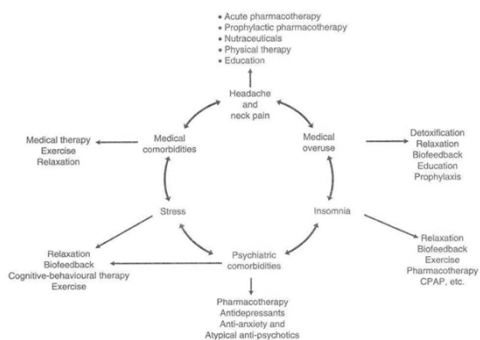 • Acute pharmacotherapy
• Prophylactic pharmacotherapy
• Nutraceuticals
• Physical therapy
• Education
Headache
and
neck pain
Medical therapy
Exercise
Relaxation
Medical
comorbidities
Medical
overuse
Detoxification
Relaxation
Biofeedback
Education
Prophylaxis
Stress
Insomnia
Relaxation
Biofeedback
Cognitive-behavioural therapy
Exercise
Psychiatric
comorbidities
Relaxation
Biofeedback
Exercise
Pharmacotherapy
CPAP, etc.
Pharmacotherapy
Antidepressants
Anti-anxiety and
Atypical anti-psychotics